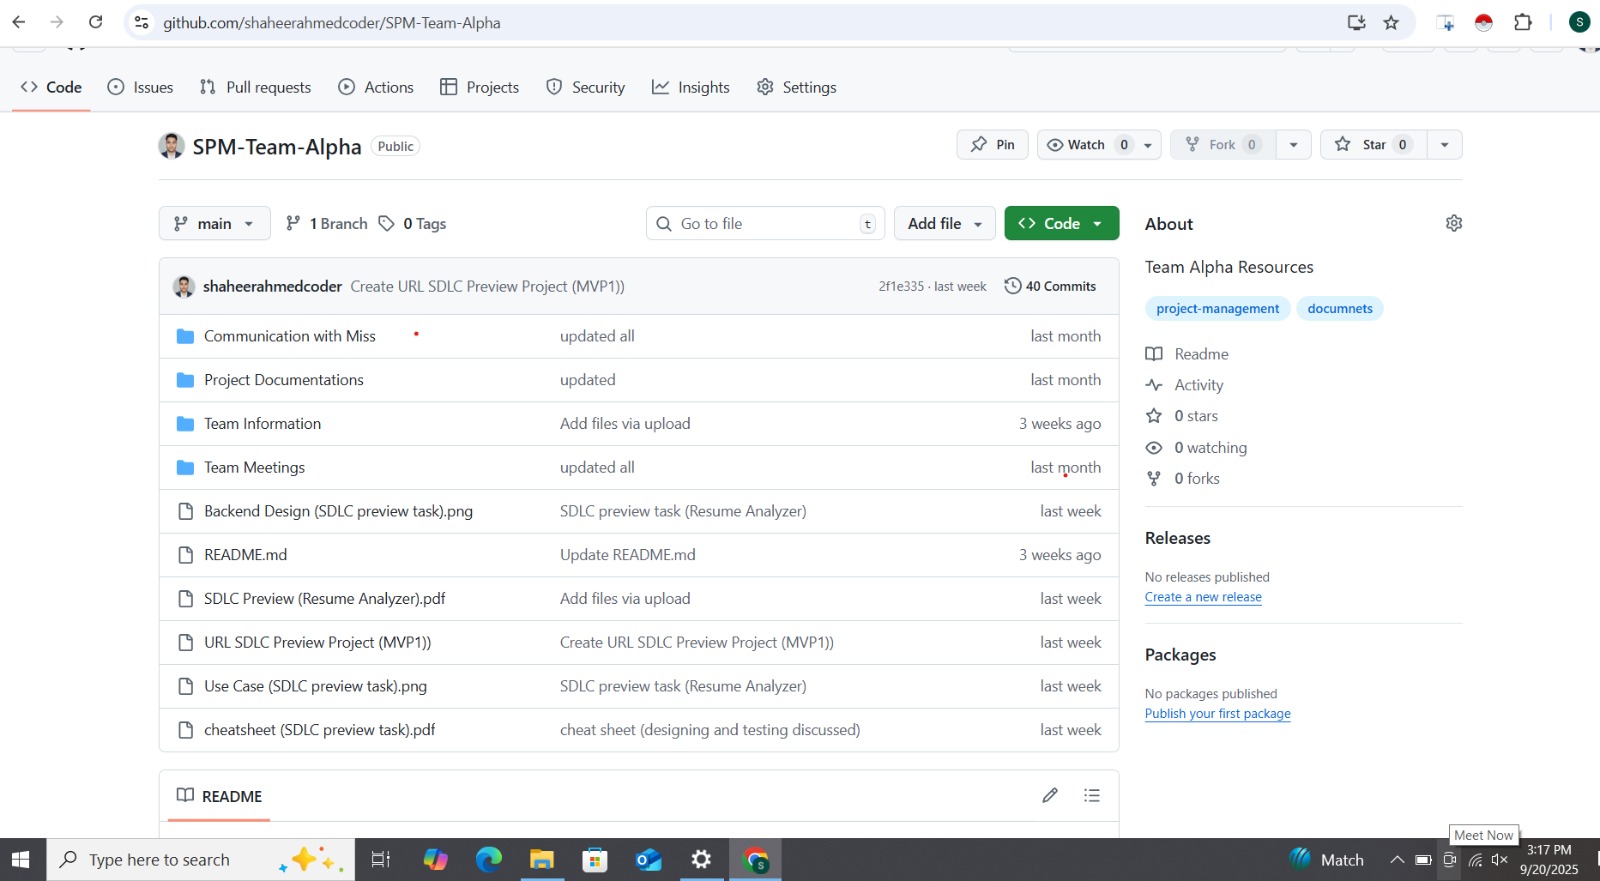 github.com/shaheerahmedcoder/SPM-Team-Alpha
S
Code Issues Pull requests Actions Projects Security Insights Settings
SPM-Team-Alpha Public
Pin Watch 0 Fork 0 Star 0
main 1 Branch 0 Tags Go to file t Add file Code
shaheerahmedcoder Create URL SDLC Preview Project (MVP1)) 2f1e335 · last week 40 Commits
Communication with Miss updated all last month
Project Documentations updated last month
Team Information Add files via upload 3 weeks ago
Team Meetings updated all last month
Backend Design (SDLC preview task).png SDLC preview task (Resume Analyzer) last week
README.md Update README.md 3 weeks ago
SDLC Preview (Resume Analyzer).pdf Add files via upload last week
URL SDLC Preview Project (MVP1)) Create URL SDLC Preview Project (MVP1)) last week
Use Case (SDLC preview task).png SDLC preview task (Resume Analyzer) last week
cheatsheet (SDLC preview task).pdf cheat sheet (designing and testing discussed) last week
README
About
Team Alpha Resources
project-management documnets
Readme
Activity
0 stars
0 watching
0 forks
Releases
No releases published
Create a new release
Packages
No packages published
Publish your first package
Meet Now
Type here to search
Match
3:17 PM
9/20/2025